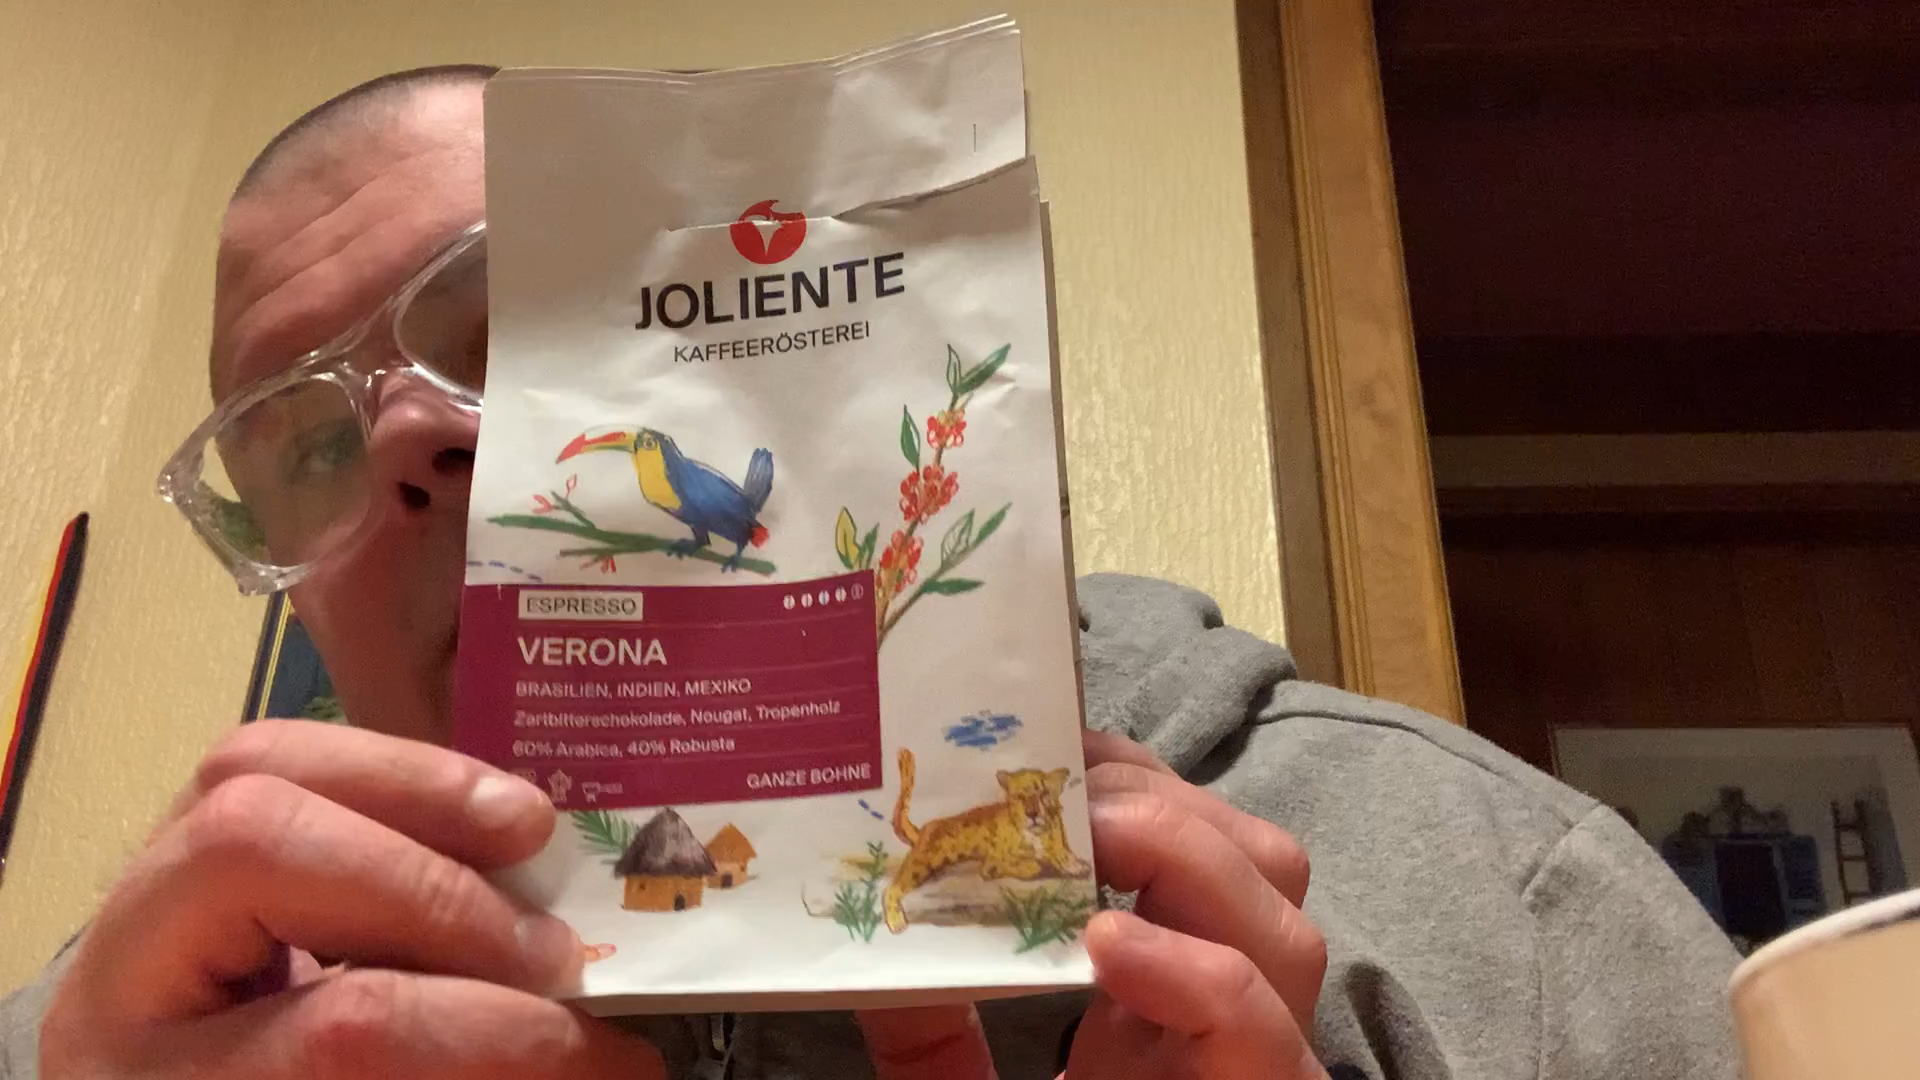 JOLIENTE
KAFFEERÖSTEREI
ESPRESSO
VERONA
BRASILIEN, INDIEN, MEXIKO
Zartbitterschokolade, Nougat, Tropenholz
60% Arabica, 40% Robusta
GANZE BOHNE